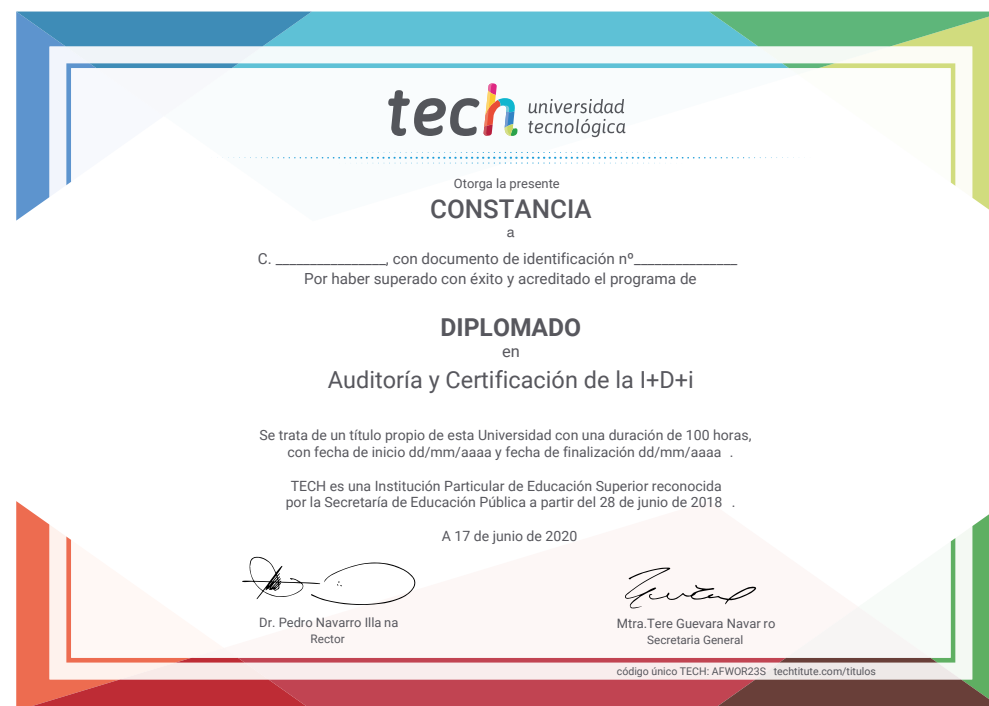 tech universidad
tecnológica
Otorga la presente
CONSTANCIA
a
C. ________________, con documento de identificación nº_______________
Por haber superado con éxito y acreditado el programa de
DIPLOMADO
en
Auditoría y Certificación de la I+D+i
Se trata de un título propio de esta Universidad con una duración de 100 horas,
con fecha de inicio dd/mm/aaaa y fecha de finalización dd/mm/aaaa .
TECH es una Institución Particular de Educación Superior reconocida
por la Secretaría de Educación Pública a partir del 28 de junio de 2018 .
A 17 de junio de 2020
Dr. Pedro Navarro Illa na
Rector
Mtra.Tere Guevara Navar ro
Secretaria General
código único TECH: AFWOR23S techtitute.com/titulos